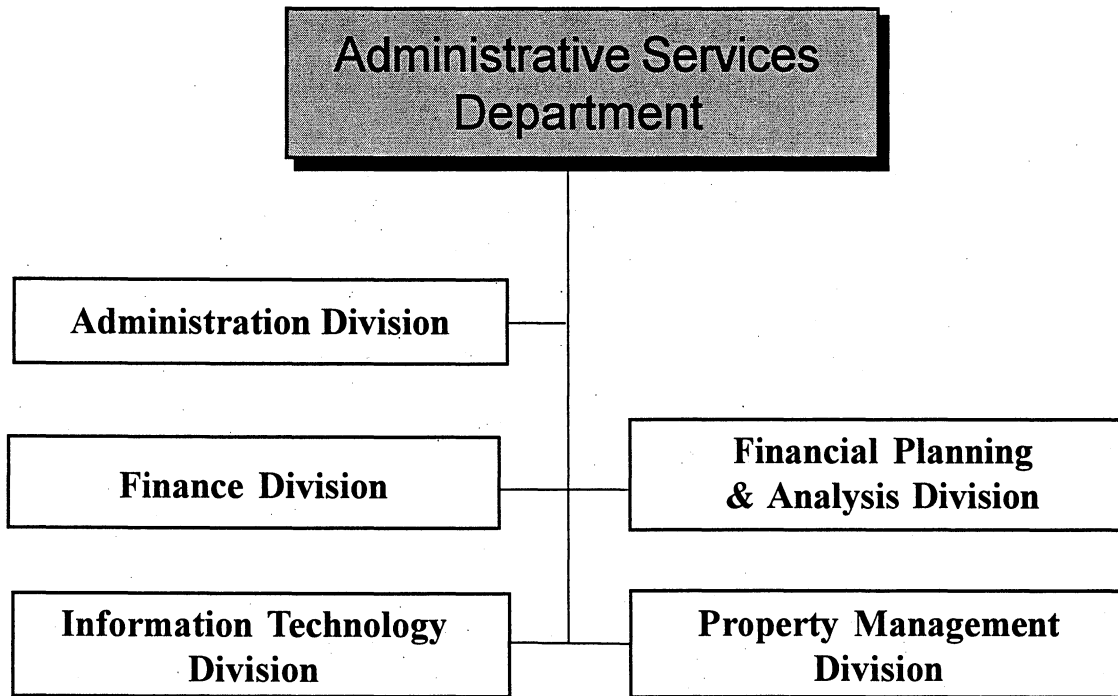 Administrative Services
Department
Administration Division
Finance Division
Financial Planning
& Analysis Division
Information Technology
Division
Property Management
Division